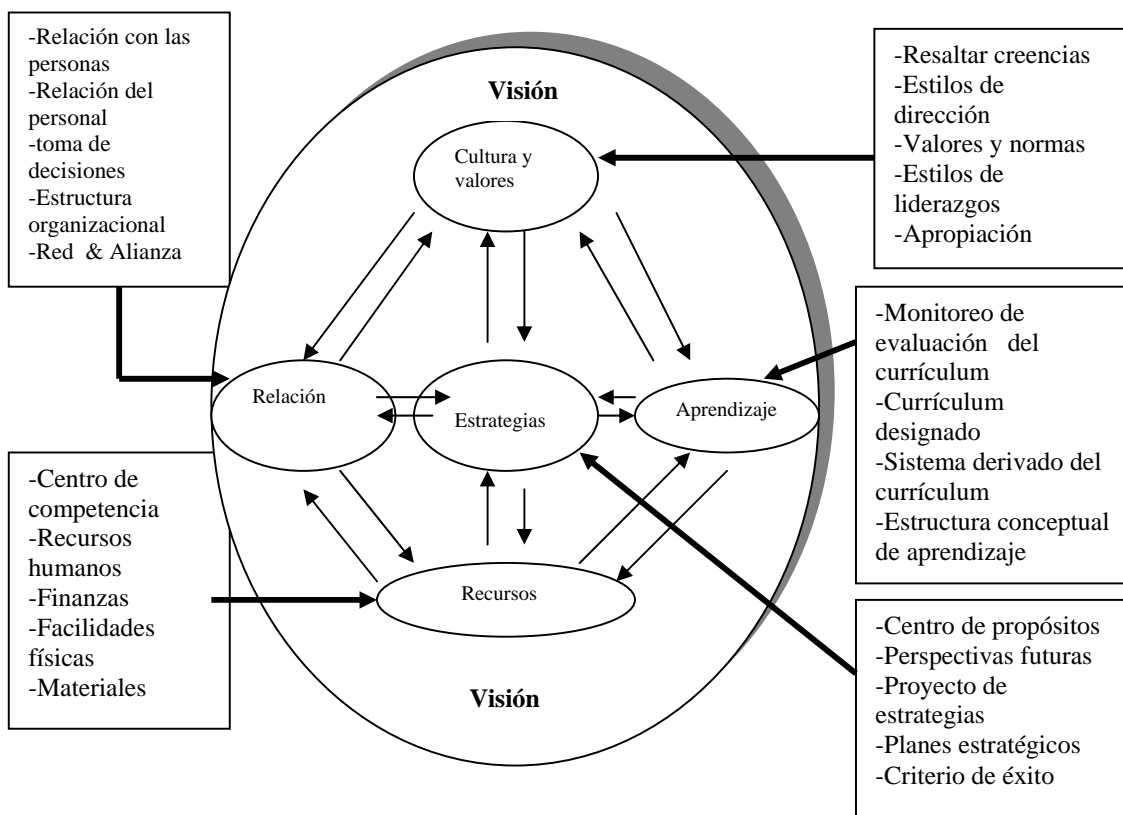 -Relación con las
personas
-Relación del
personal
-toma de
decisiones
-Estructura
organizacional
-Red & Alianza
Visión
Cultura y
valores
-Resaltar creencias
-Estilos de
dirección
-Valores y normas
-Estilos de
liderazgos
-Apropiación
Relación
Estrategias
Aprendizaje
-Monitoreo de
evaluación del
currículum
-Currículum
designado
-Sistema derivado del
currículum
-Estructura conceptual
de aprendizaje
-Centro de
competencia
-Recursos
humanos
-Finanzas
-Facilidades
físicas
-Materiales
Recursos
Visión
-Centro de propósitos
-Perspectivas futuras
-Proyecto de
estrategias
-Planes estratégicos
-Criterio de éxito